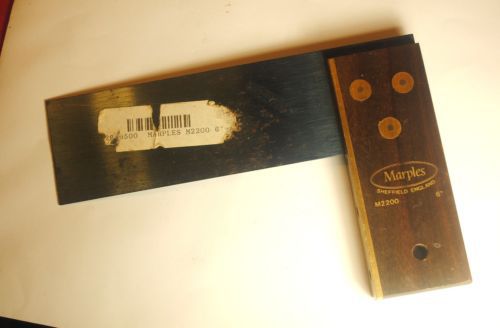 MARPLES M2200 6"
Marples
SHEFFIELD ENGLAND
M2200 6"